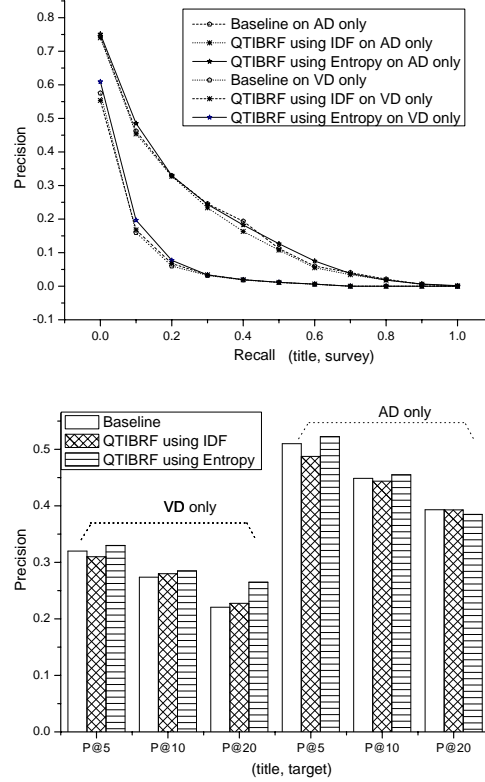 0.8
0.7
0.6
0.5
0.4
0.3
0.2
0.1
0.0
-0.1
Precision
Baseline on AD only
QTIBRF using IDF on AD only
QTIBRF using Entropy on AD only
Baseline on VD only
QTIBRF using IDF on VD only
QTIBRF using Entropy on VD only
0.0 0.2 0.4 0.6 0.8 1.0
Recall (title, survey)
Baseline
QTIBRF using IDF
QTIBRF using Entropy
AD only
VD only
0.5
0.4
0.3
0.2
0.1
0.0
Precision
P@5 P@10 P@20 P@5 P@10 P@20
(title, target)